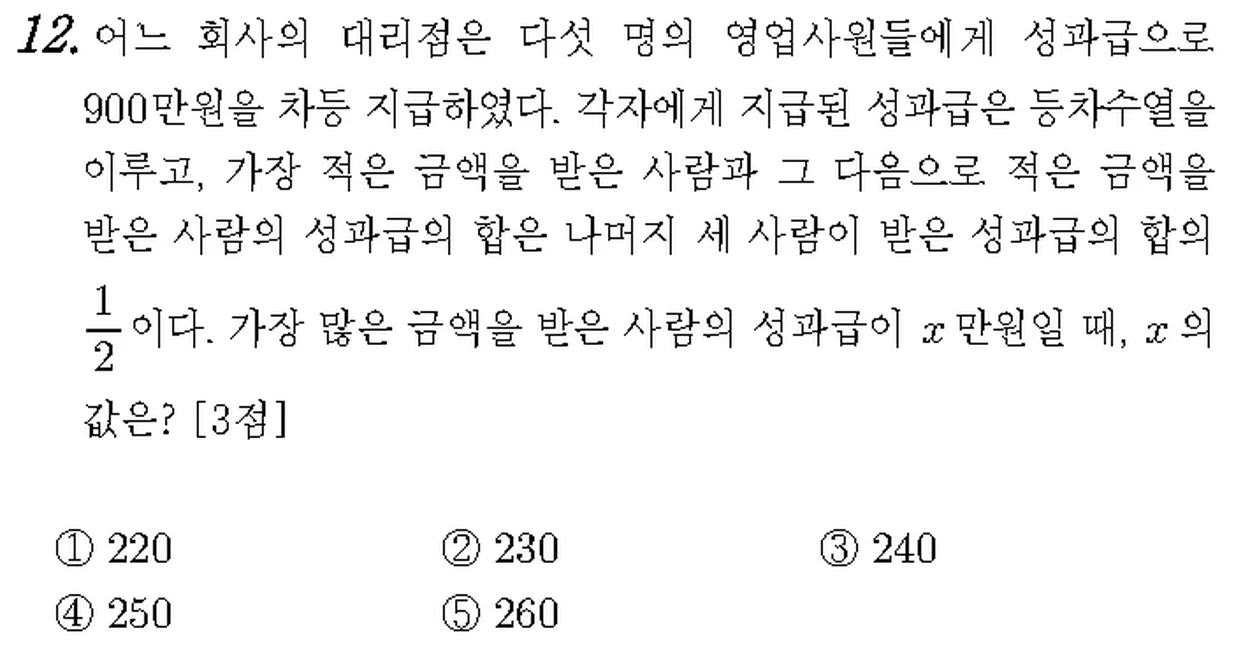 12. 어느 회사의 대리점은 다섯 명의 영업사원들에게 성과급으로
900만원을 차등 지급하였다. 각자에게 지급된 성과급은 등차수열을
이루고, 가장 적은 금액을 받은 사람과 그 다음으로 적은 금액을
받은 사람의 성과급의 합은 나머지 세 사람이 받은 성과급의 합의
1/2 이다. 가장 많은 금액을 받은 사람의 성과급이 x 만원일 때, x 의
값은? [3점]
① 220 ② 230 ③ 240
④ 250 ⑤ 260